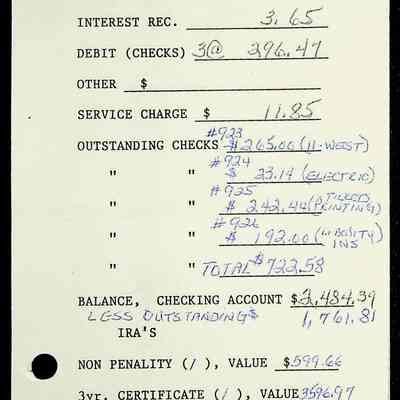 INTEREST REC. 3.65
DEBIT (CHECKS) 3@ 296.47
OTHER $
SERVICE CHARGE $ 11.85
#923
OUTSTANDING CHECKS $265.00 (11-WEST)
#924
" " $ 23.14 (ELECTRIC)
#925
" " $ 242.44 (PRINTING)
#926
" " $ 192.00 (LIABILITY INS
" " TOTAL $722.58
BALANCE, CHECKING ACCOUNT $2,484.39
LESS OUTSTANDING$ 1,761.81
IRA'S
NON PENALITY (/ ), VALUE $599.66
3yr. CERTIFICATE (/ ), VALUE 3596.97